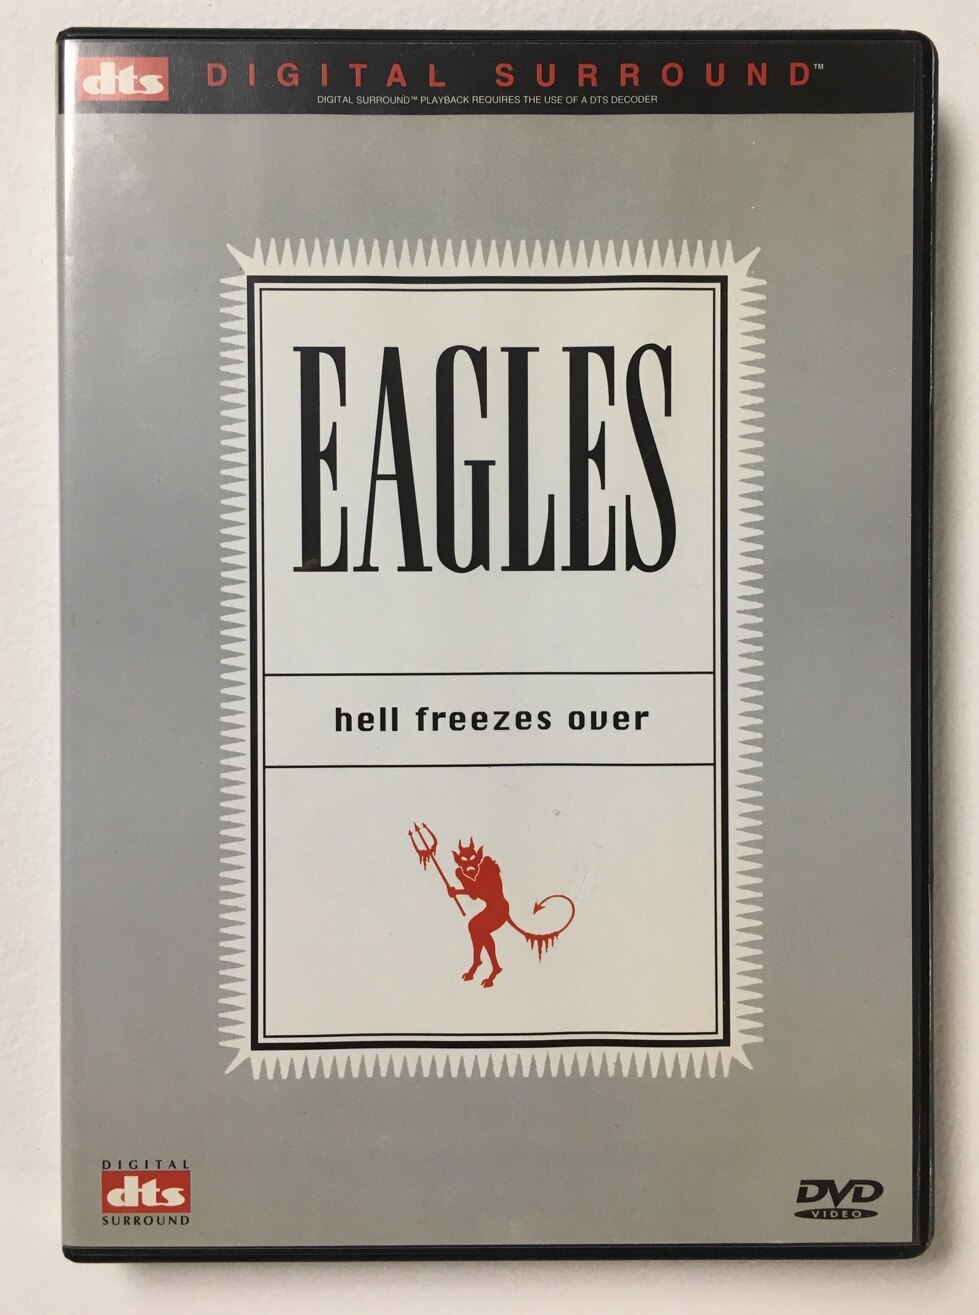 dts DIGITAL SURROUND™
DIGITAL SURROUND™ PLAYBACK REQUIRES THE USE OF A DTS DECODER
EAGLES
hell freezes over
DIGITAL
dts
SURROUND
DVD
VIDEO